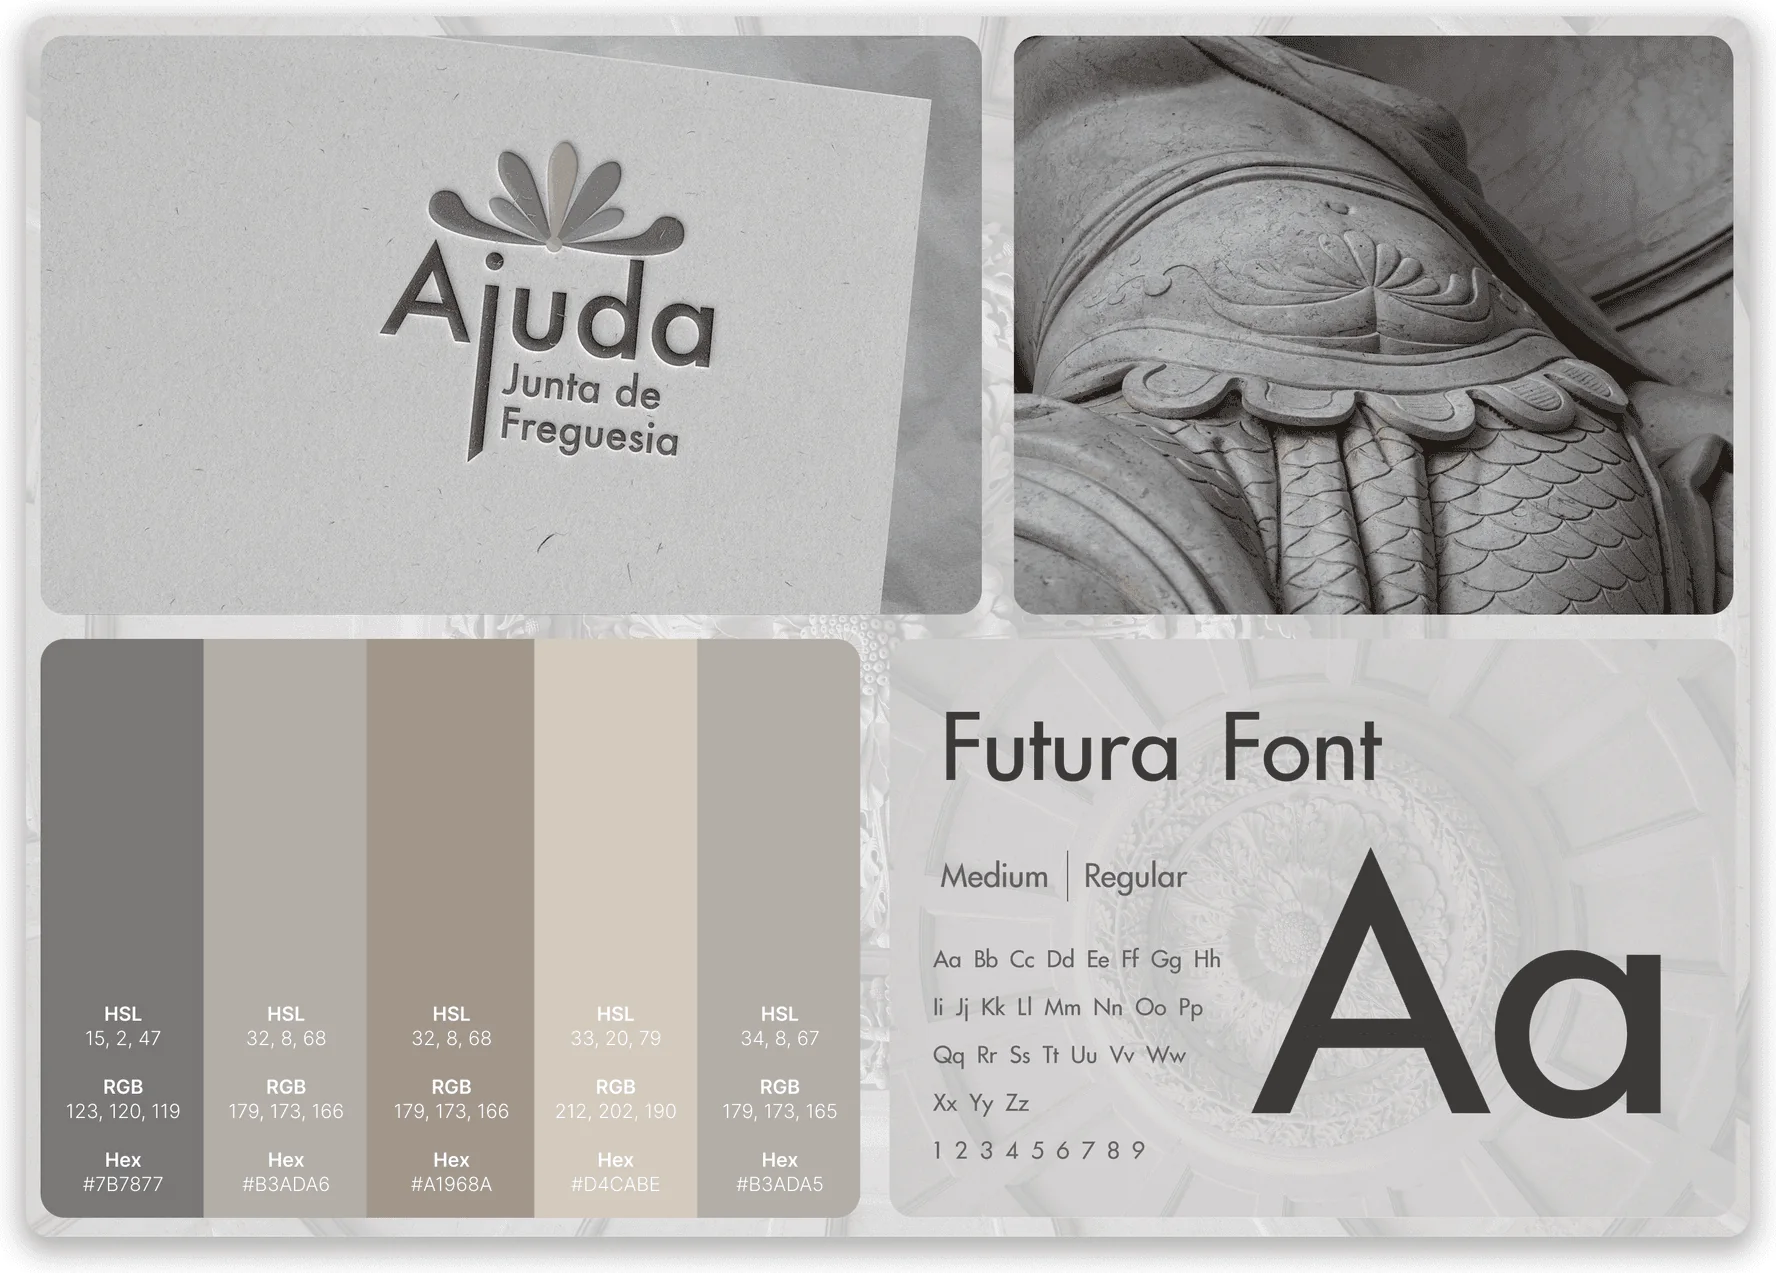 Ajuda
Junta de
Freguesia
HSL
15, 2, 47
RGB
123, 120, 119
Hex
#7B7877
HSL
32, 8, 68
RGB
179, 173, 166
Hex
#B3ADA6
HSL
32, 8, 68
RGB
179, 173, 166
Hex
#A1968A
HSL
33, 20, 79
RGB
212, 202, 190
Hex
#D4CABE
HSL
34, 8, 67
RGB
179, 173, 165
Hex
#B3ADA5
Futura Font
Medium | Regular
Aa Bb Cc Dd Ee Ff Gg Hh
Ii Jj Kk Ll Mm Nn Oo Pp
Qq Rr Ss Tt Uu Vv Ww
Xx Yy Zz
1 2 3 4 5 6 7 8 9
Aa